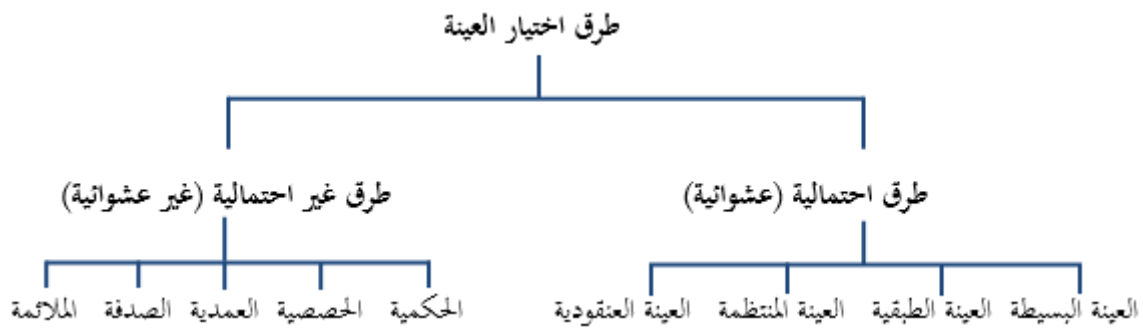 طرق اختيار العينة
طرق احتمالية (عشوائية)
طرق غير احتمالية (غير عشوائية)
العينة البسيطة
العينة الطبقية
العينة المنتظمة
العينة العنقودية
الحكمية
الحصصية
العمدية
الصدفة
الملائمة